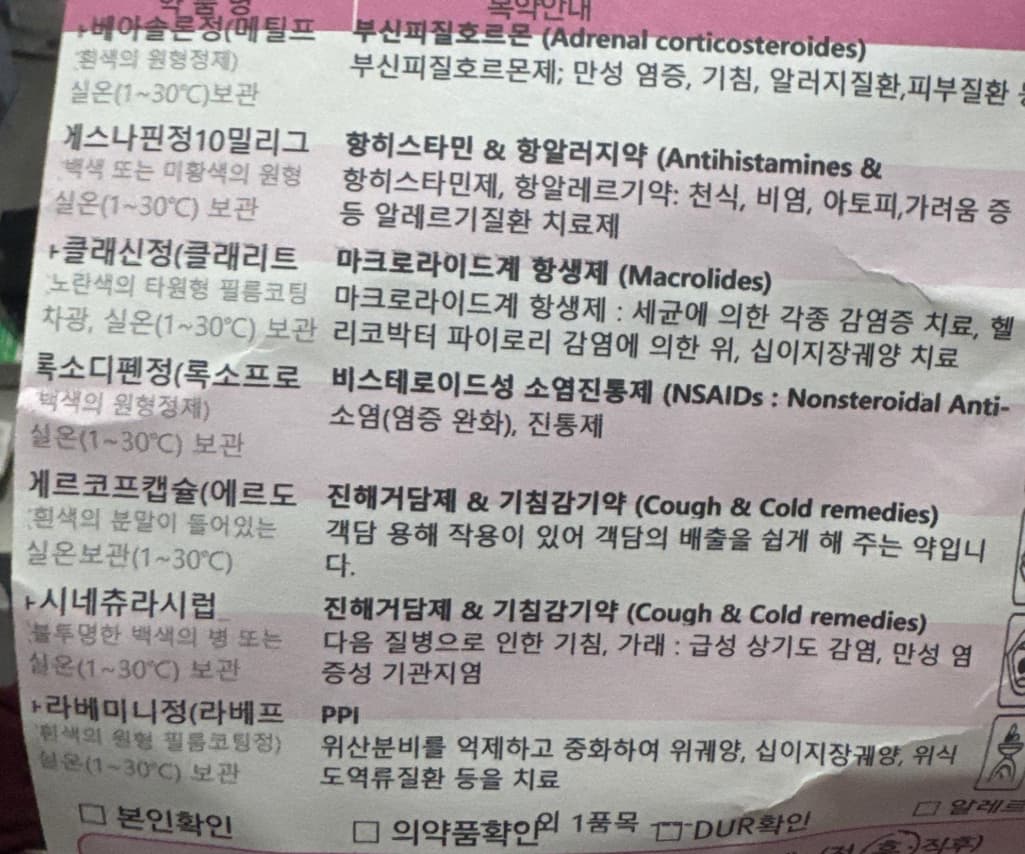 약 품 명 복약안내
베아솔론정(메틸프 부신피질호르몬 (Adrenal corticosteroides)
흰색의 원형정제) 부신피질호르몬제; 만성 염증, 기침, 알러지질환,피부질환
실온(1~30℃)보관
게스나핀정10밀리그 항히스타민 & 항알러지약 (Antihistamines &
백색 또는 미황색의 원형 항히스타민제, 항알레르기약: 천식, 비염, 아토피,가려움 증
실온(1~30℃) 보관 등 알레르기질환 치료제
클래신정(클래리트 마크로라이드계 항생제 (Macrolides)
노란색의 타원형 필름코팅 마크로라이드계 항생제 : 세균에 의한 각종 감염증 치료, 헬
차광, 실온(1~30℃) 보관 리코박터 파이로리 감염에 의한 위, 십이지장궤양 치료
록소디펜정(록소프로 비스테로이드성 소염진통제 (NSAIDs : Nonsteroidal Anti-
백색의 원형정제) 소염(염증 완화), 진통제
실온(1~30℃) 보관
게르코프캡슐(에르도 진해거담제 & 기침감기약 (Cough & Cold remedies)
흰색의 분말이 들어있는 객담 용해 작용이 있어 객담의 배출을 쉽게 해 주는 약입니
실온보관(1~30℃) 다.
시네츄라시럽 진해거담제 & 기침감기약 (Cough & Cold remedies)
불투명한 백색의 병 또는 다음 질병으로 인한 기침, 가래 : 급성 상기도 감염, 만성 염
실온(1~30℃) 보관 증성 기관지염
라베미니정(라베프 PPI
흰색의 원형 필름코팅정) 위산분비를 억제하고 중화하여 위궤양, 십이지장궤양, 위식
실온(1~30℃) 보관 도역류질환 등을 치료
□ 본인확인 □ 의약품확인외 1품목 □ DUR확인 □ 알레르